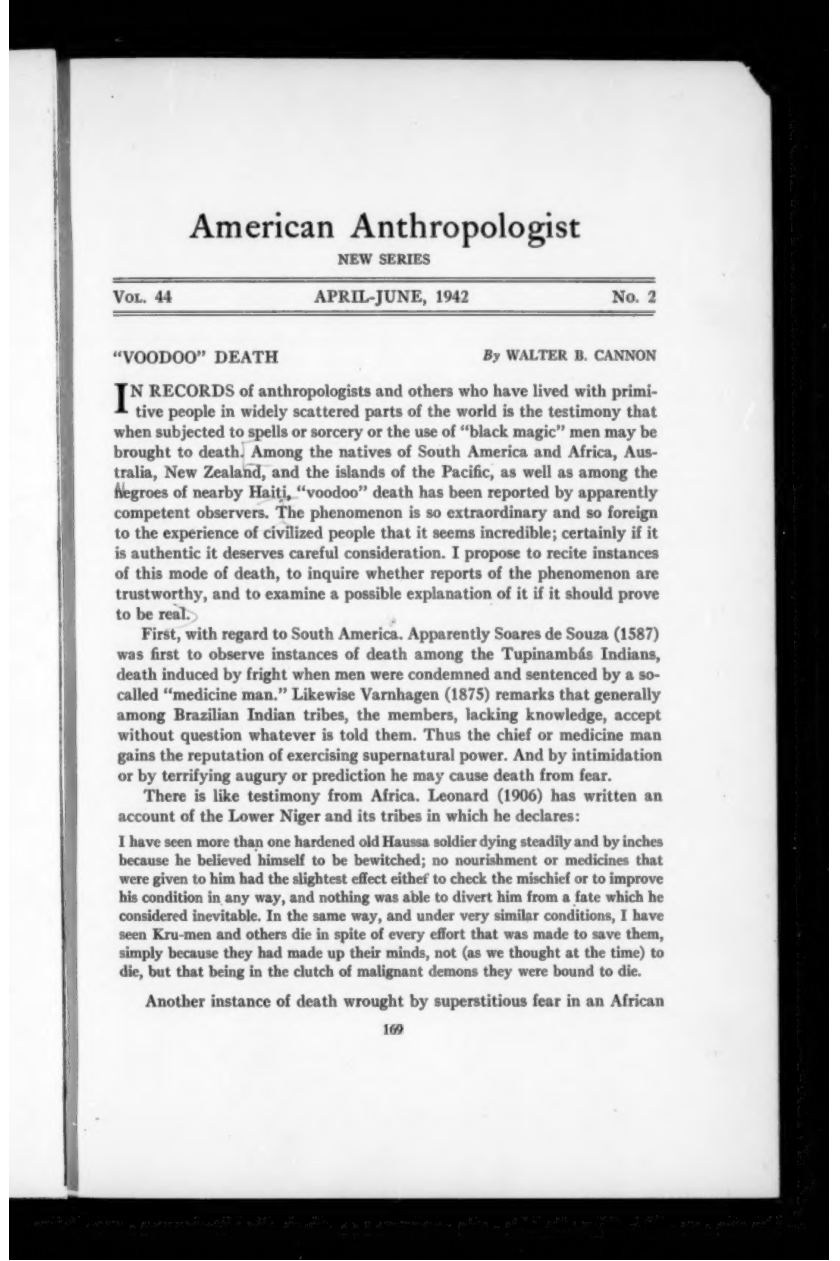 American Anthropologist
NEW SERIES
VOL. 44 APRIL-JUNE, 1942 No. 2
“VOODOO” DEATH By WALTER B. CANNON
IN RECORDS of anthropologists and others who have lived with primi-
tive people in widely scattered parts of the world is the testimony that
when subjected to spells or sorcery or the use of “black magic” men may be
brought to death. Among the natives of South America and Africa, Aus-
tralia, New Zealand, and the islands of the Pacific, as well as among the
Negroes of nearby Haiti, “voodoo” death has been reported by apparently
competent observers. The phenomenon is so extraordinary and so foreign
to the experience of civilized people that it seems incredible; certainly if it
is authentic it deserves careful consideration. I propose to recite instances
of this mode of death, to inquire whether reports of the phenomenon are
trustworthy, and to examine a possible explanation of it if it should prove
to be real.
First, with regard to South America. Apparently Soares de Souza (1587)
was first to observe instances of death among the Tupinambás Indians,
death induced by fright when men were condemned and sentenced by a so-
called “medicine man.” Likewise Varnhagen (1875) remarks that generally
among Brazilian Indian tribes, the members, lacking knowledge, accept
without question whatever is told them. Thus the chief or medicine man
gains the reputation of exercising supernatural power. And by intimidation
or by terrifying augury or prediction he may cause death from fear.
There is like testimony from Africa. Leonard (1906) has written an
account of the Lower Niger and its tribes in which he declares:
I have seen more than one hardened old Haussa soldier dying steadily and by inches
because he believed himself to be bewitched; no nourishment or medicines that
were given to him had the slightest effect either to check the mischief or to improve
his condition in any way, and nothing was able to divert him from a fate which he
considered inevitable. In the same way, and under very similar conditions, I have
seen Kru-men and others die in spite of every effort that was made to save them,
simply because they had made up their minds, not (as we thought at the time) to
die, but that being in the clutch of malignant demons they were bound to die.
Another instance of death wrought by superstitious fear in an African
169